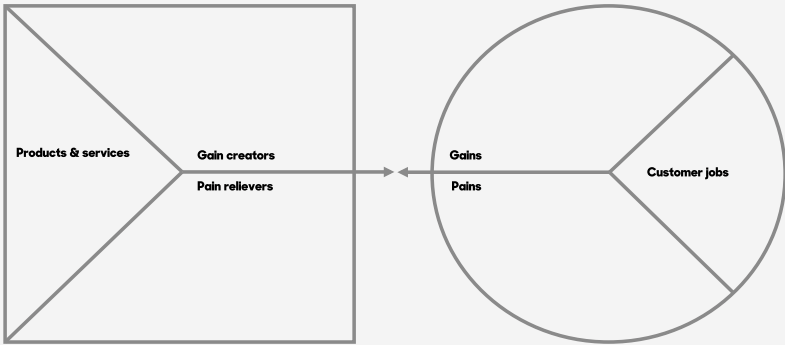 Products & services
Gain creators
Pain relievers
Gains
Pains
Customer jobs